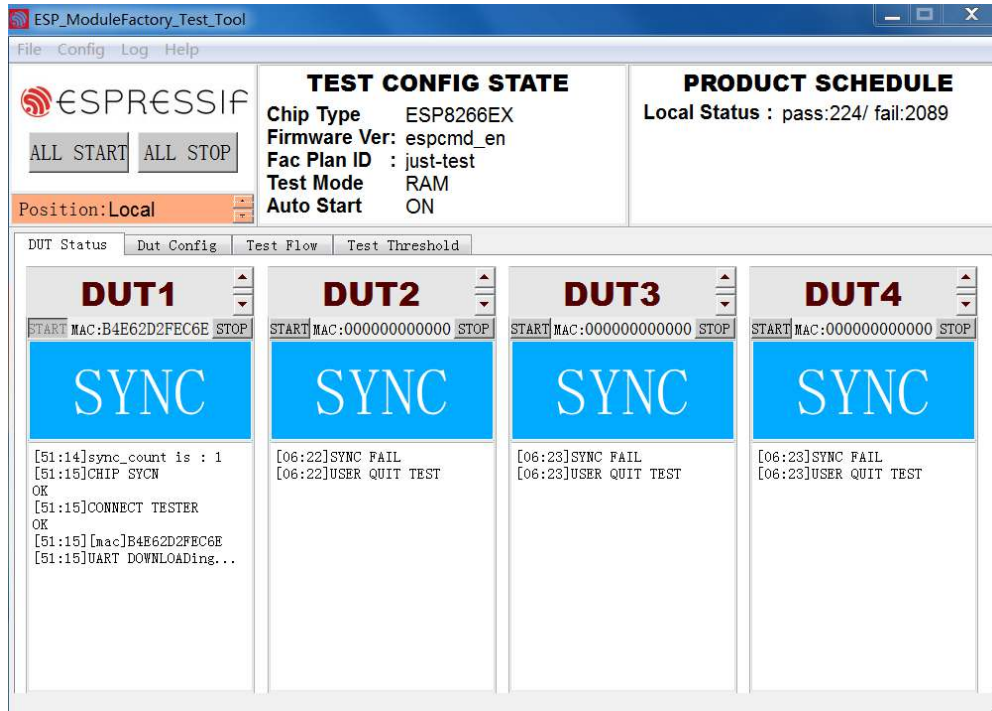 ESP_ModuleFactory_Test_Tool
File Config Log Help
ESPRESSIF
ALL START ALL STOP
Position:Local
TEST CONFIG STATE
Chip Type ESP8266EX
Firmware Ver: espcmd_en
Fac Plan ID : just-test
Test Mode RAM
Auto Start ON
PRODUCT SCHEDULE
Local Status : pass:224/ fail:2089
DUT Status Dut Config Test Flow Test Threshold
DUT1
START MAC:B4E62D2FEC6E STOP
SYNC
[51:14]sync_count is : 1
[51:15]CHIP SYCN
OK
[51:15]CONNECT TESTER
OK
[51:15][mac]B4E62D2FEC6E
[51:15]UART DOWNLOADing...
DUT2
START MAC:000000000000 STOP
SYNC
[06:22]SYNC FAIL
[06:22]USER QUIT TEST
DUT3
START MAC:000000000000 STOP
SYNC
[06:23]SYNC FAIL
[06:23]USER QUIT TEST
DUT4
START MAC:000000000000 STOP
SYNC
[06:23]SYNC FAIL
[06:23]USER QUIT TEST